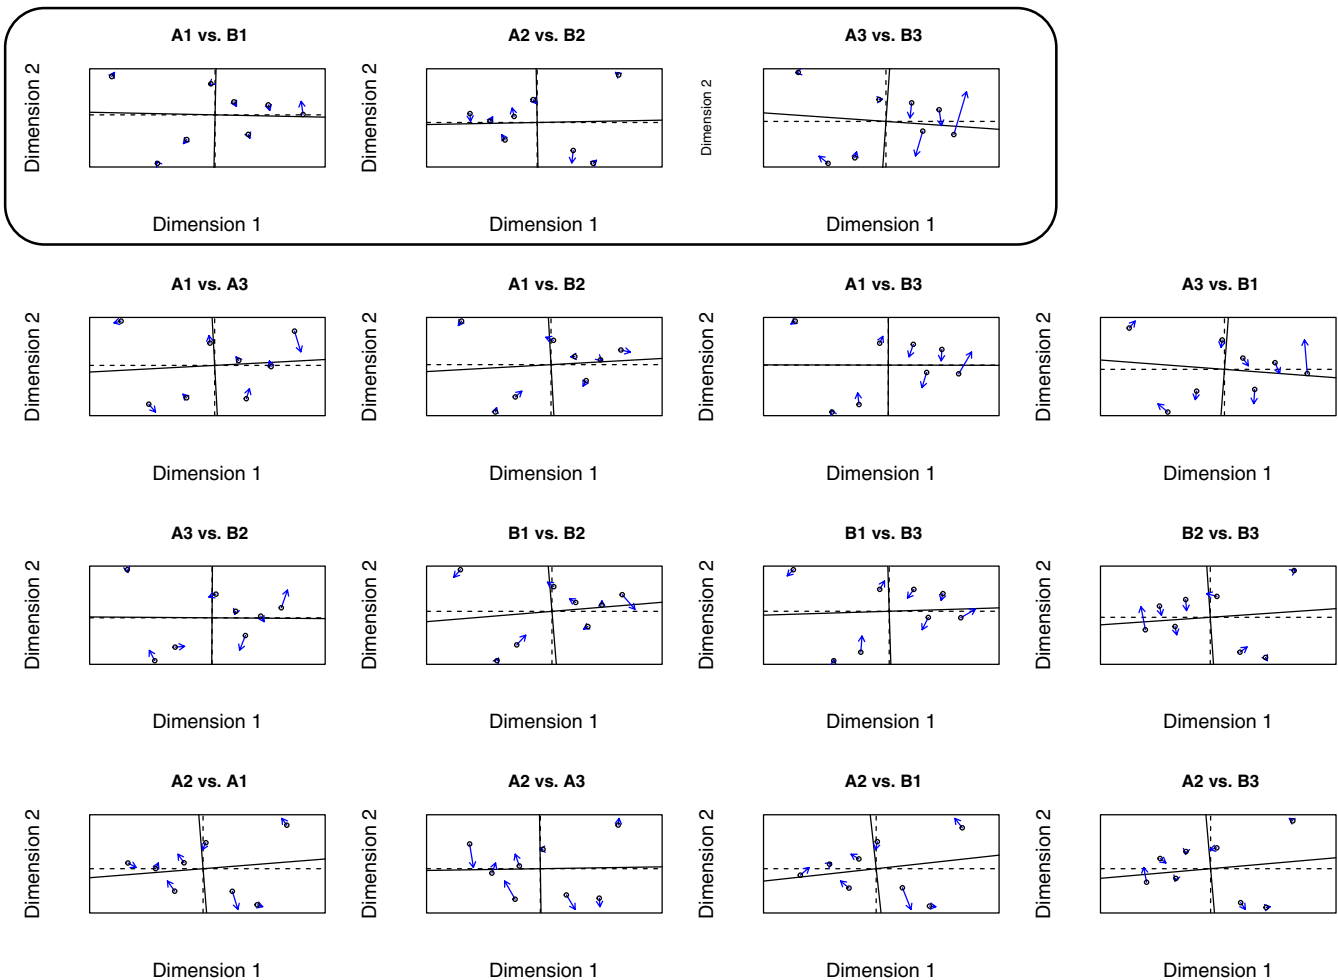 A1 vs. B1 A2 vs. B2 A3 vs. B3
Dimension 2 Dimension 2 Dimension 2
Dimension 1 Dimension 1 Dimension 1
A1 vs. A3 A1 vs. B2 A1 vs. B3 A3 vs. B1
Dimension 2 Dimension 2 Dimension 2 Dimension 2
Dimension 1 Dimension 1 Dimension 1 Dimension 1
A3 vs. B2 B1 vs. B2 B1 vs. B3 B2 vs. B3
Dimension 2 Dimension 2 Dimension 2 Dimension 2
Dimension 1 Dimension 1 Dimension 1 Dimension 1
A2 vs. A1 A2 vs. A3 A2 vs. B1 A2 vs. B3
Dimension 2 Dimension 2 Dimension 2 Dimension 2
Dimension 1 Dimension 1 Dimension 1 Dimension 1